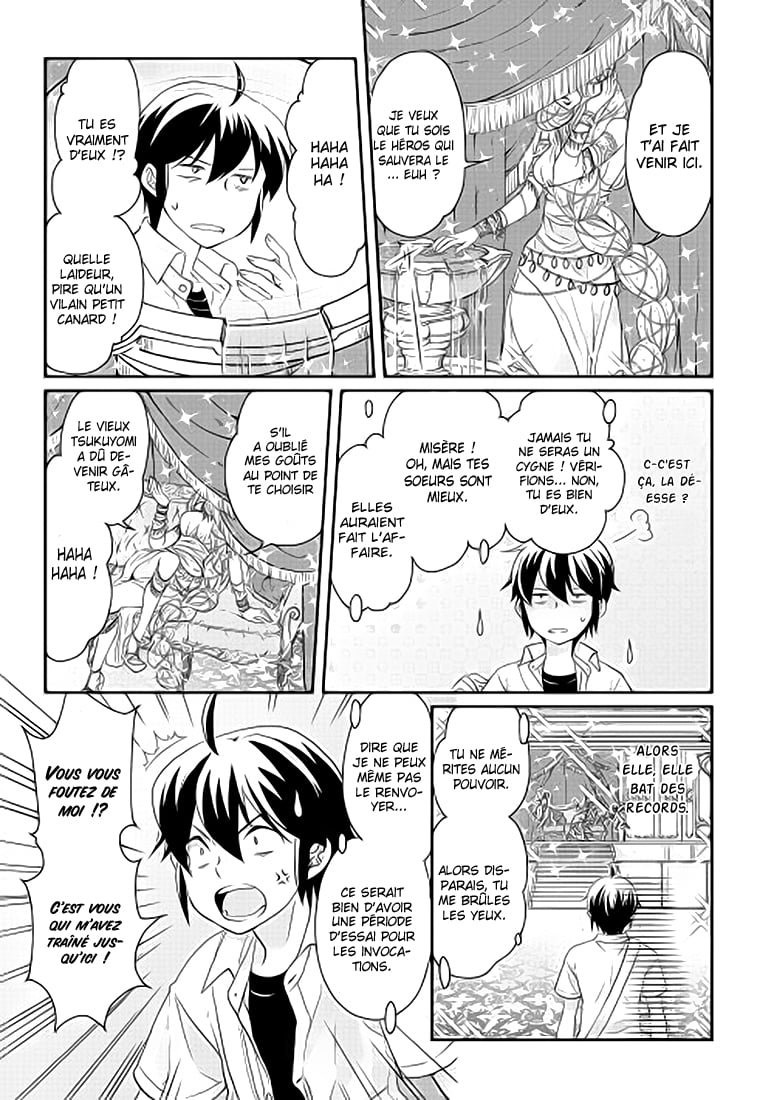 ET JE
T'AI FAIT
VENIR ICI.
JE VEUX
QUE TU SOIS
LE HÉROS QUI
SAUVERA LE
... EUH ?
HAHA
HAHA
HA !
TU ES
VRAIMENT
D'EUX !?
QUELLE
LAIDEUR,
PIRE QU'UN
VILAIN PETIT
CANARD !
C-C'EST
ÇA, LA DÉ-
ESSE ?
JAMAIS TU
NE SERAS UN
CYGNE ! VÉRI-
FIONS... NON,
TU ES BIEN
D'EUX.
MISÈRE !
OH, MAIS TES
SOEURS SONT
MIEUX.
ELLES
AURAIENT
FAIT L'AF-
FAIRE.
S'IL
A OUBLIÉ
MES GOÛTS
AU POINT DE
TE CHOISIR
LE VIEUX
TSUKUYOMI
A DÛ DE-
VENIR GÂ-
TEUX.
HAHA
HAHA !
ALORS
ELLE, ELLE
BAT DES
RECORDS.
TU NE MÉ-
RITES AUCUN
POUVOIR.
ALORS DIS-
PARAIS, TU
ME BRÛLES
LES YEUX.
DIRE QUE
JE NE PEUX
MÊME PAS
LE RENVO-
YER...
CE SERAIT
BIEN D'AVOIR
UNE PÉRIODE
D'ESSAI POUR
LES INVOCA-
TIONS.
VOUS VOUS
FOUTEZ DE
MOI !?
C'EST VOUS
QUI M'AVEZ
TRAÎNÉ JUS-
QU'ICI !